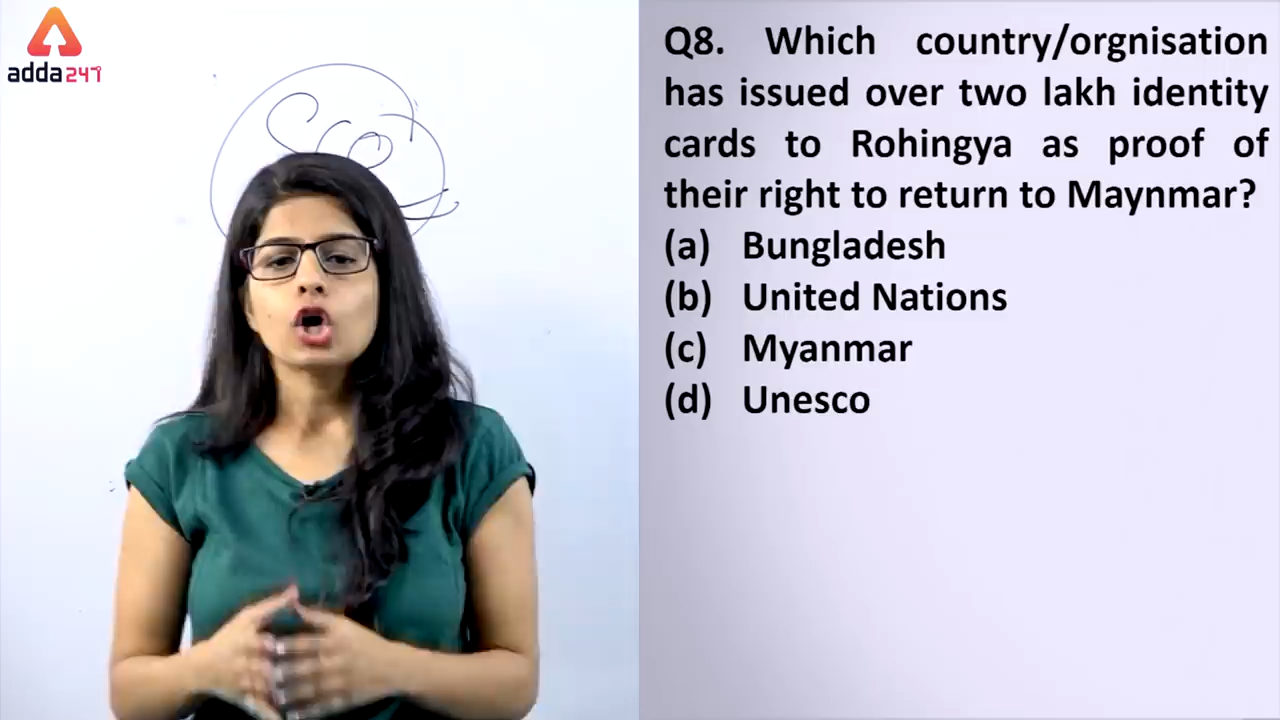 adda247
Q8. Which country/orgnisation
has issued over two lakh identity
cards to Rohingya as proof of
their right to return to Maynmar?
(a) Bungladesh
(b) United Nations
(c) Myanmar
(d) Unesco